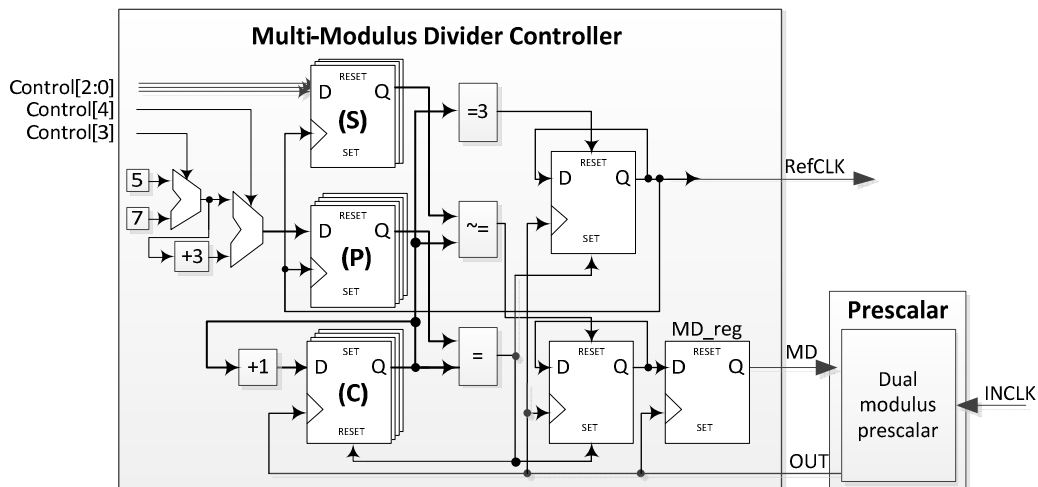 Multi-Modulus Divider Controller
Control[2:0]
Control[4]
Control[3]
RESET
D Q
(S)
SET
=3
RESET
D Q
SET
RefCLK
5
7
+3
RESET
D Q
(P)
SET
~=
+1
SET
D Q
(C)
RESET
=
RESET
D Q
SET
MD_reg
RESET
D Q
SET
MD
OUT
Prescalar
Dual
modulus
prescalar
INCLK